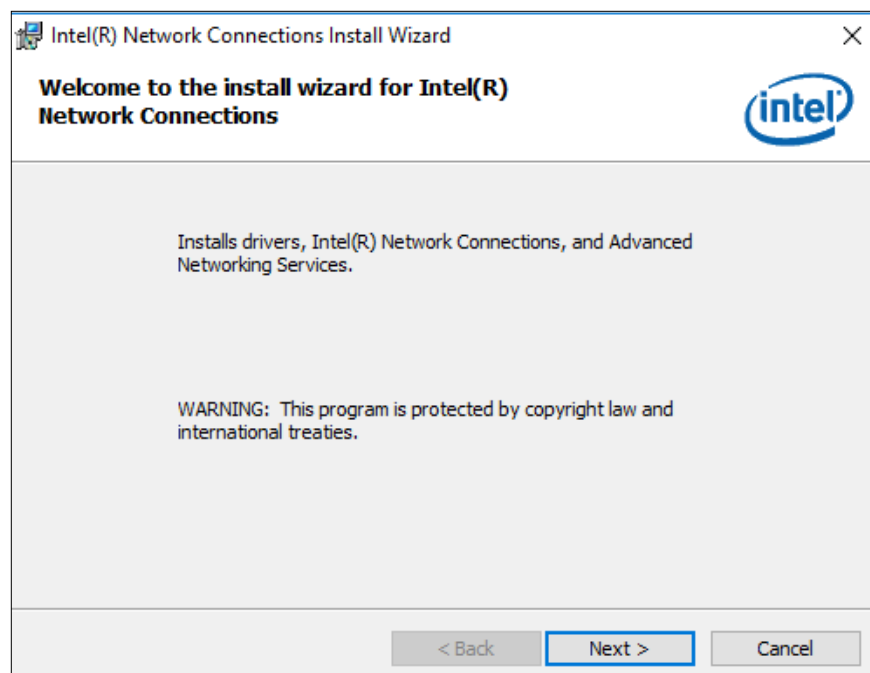 Intel(R) Network Connections Install Wizard
Welcome to the install wizard for Intel(R)
Network Connections
intel
Installs drivers, Intel(R) Network Connections, and Advanced
Networking Services.
WARNING:  This program is protected by copyright law and
international treaties.
< Back
Next >
Cancel